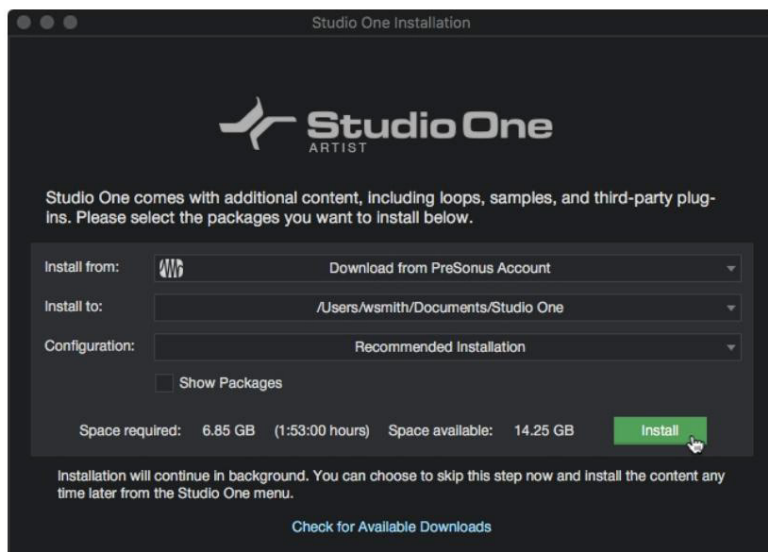 Studio One Installation
Studio One
ARTIST
Studio One comes with additional content, including loops, samples, and third-party plug-
ins. Please select the packages you want to install below.
Install from: Download from PreSonus Account
Install to: /Users/wsmith/Documents/Studio One
Configuration: Recommended Installation
Show Packages
Space required: 6.85 GB (1:53:00 hours) Space available: 14.25 GB Install
Installation will continue in background. You can choose to skip this step now and install the content any
time later from the Studio One menu.
Check for Available Downloads